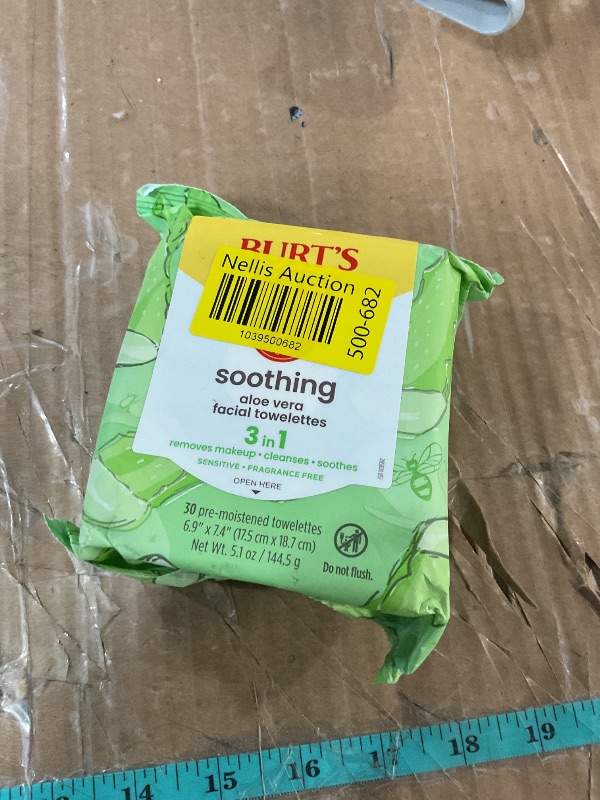 BURT'S
Nellis Auction
1039500682
500-682
soothing
aloe vera
facial towelettes
3 in 1
removes makeup • cleanses • soothes
SENSITIVE • FRAGRANCE FREE
OPEN HERE
30 pre-moistened towelettes
6.9" x 7.4" (17.5 cm x 18.7 cm)
Net Wt. 5.1 oz / 144.5 g
Do not flush.
14 15 16 17 18 19